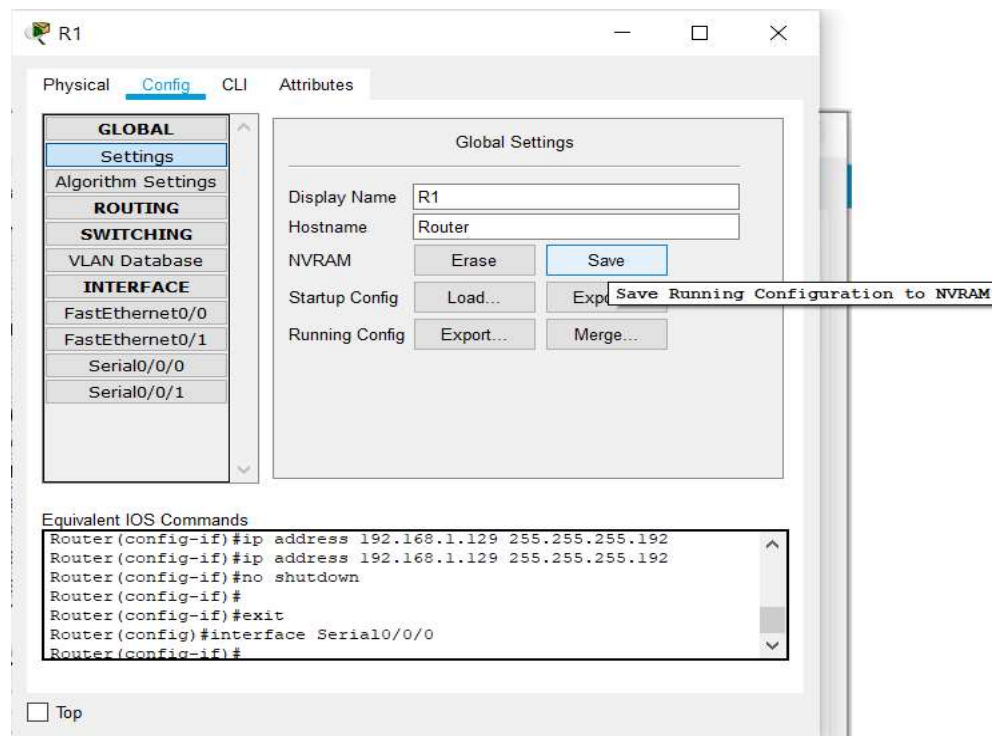 R1
Physical Config CLI Attributes
GLOBAL
Settings
Algorithm Settings
ROUTING
SWITCHING
VLAN Database
INTERFACE
FastEthernet0/0
FastEthernet0/1
Serial0/0/0
Serial0/0/1
Global Settings
Display Name R1
Hostname Router
NVRAM Erase Save
Startup Config Load...
Save Running Configuration to NVRAM
Running Config Export... Merge...
Equivalent IOS Commands
Router(config-if)#ip address 192.168.1.129 255.255.255.192
Router(config-if)#ip address 192.168.1.129 255.255.255.192
Router(config-if)#no shutdown
Router(config-if)#
Router(config-if)#exit
Router(config)#interface Serial0/0/0
Router(config-if)#
Top